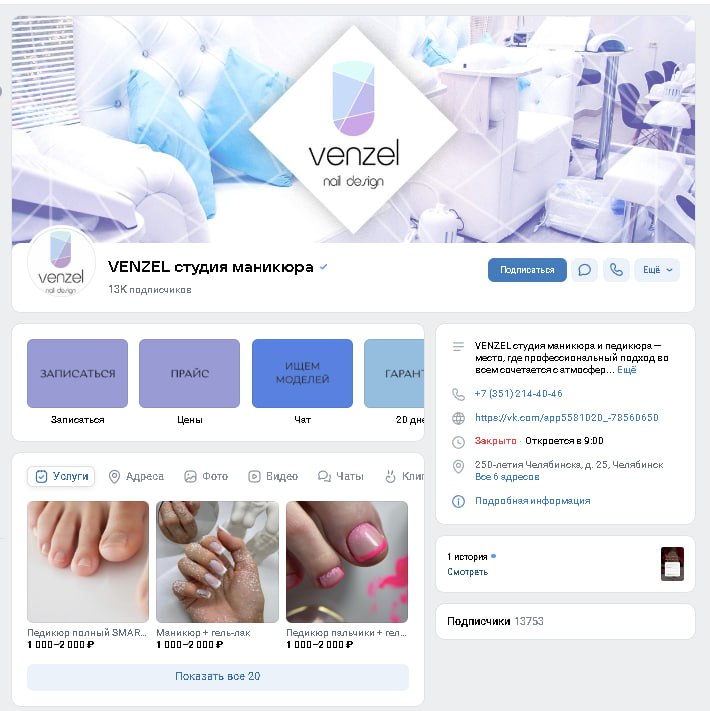 venzel
nail design
venzel
nail design
VENZEL студия маникюра
13K подписчиков
Подписаться
Ещё
ЗАПИСАТЬСЯ
ПРАЙС
ИЩЕМ
МОДЕЛЕЙ
ГАРАНТ
Записаться
Цены
Чат
20 дне
Услуги
Адреса
Фото
Видео
Чаты
Клип
Педикюр полный SMAR...
1 000–2 000 ₽
Маникюр + гель-лак
1 000–2 000 ₽
Педикюр пальчики + гел...
1 000–2 000 ₽
Показать все 20
VENZEL студия маникюра и педикюра —
место, где профессиональный подход во
всем сочетается с атмосфер... Ещё
+7 (351) 214-40-46
https://vk.com/app5581020_-78560650
Закрыто · Откроется в 9:00
250-летия Челябинска, д. 25, Челябинск
Все 6 адресов
Подробная информация
1 история
Смотреть
Подписчики 13753